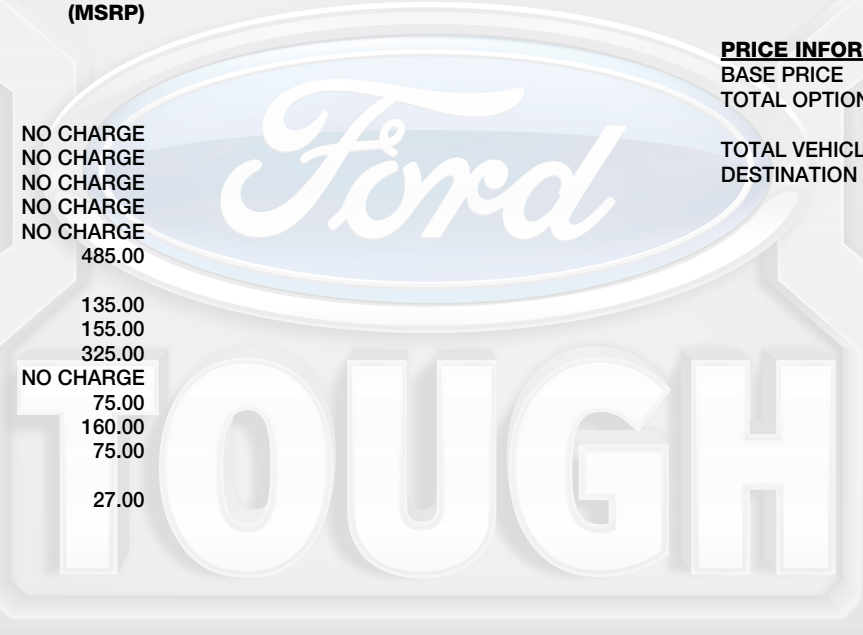 (MSRP)
NO CHARGE
NO CHARGE
NO CHARGE
NO CHARGE
NO CHARGE
485.00
135.00
155.00
325.00
NO CHARGE
75.00
160.00
75.00
27.00
PRICE INFOR
BASE PRICE
TOTAL OPTION
TOTAL VEHICL
DESTINATION
Ford
TOUGH